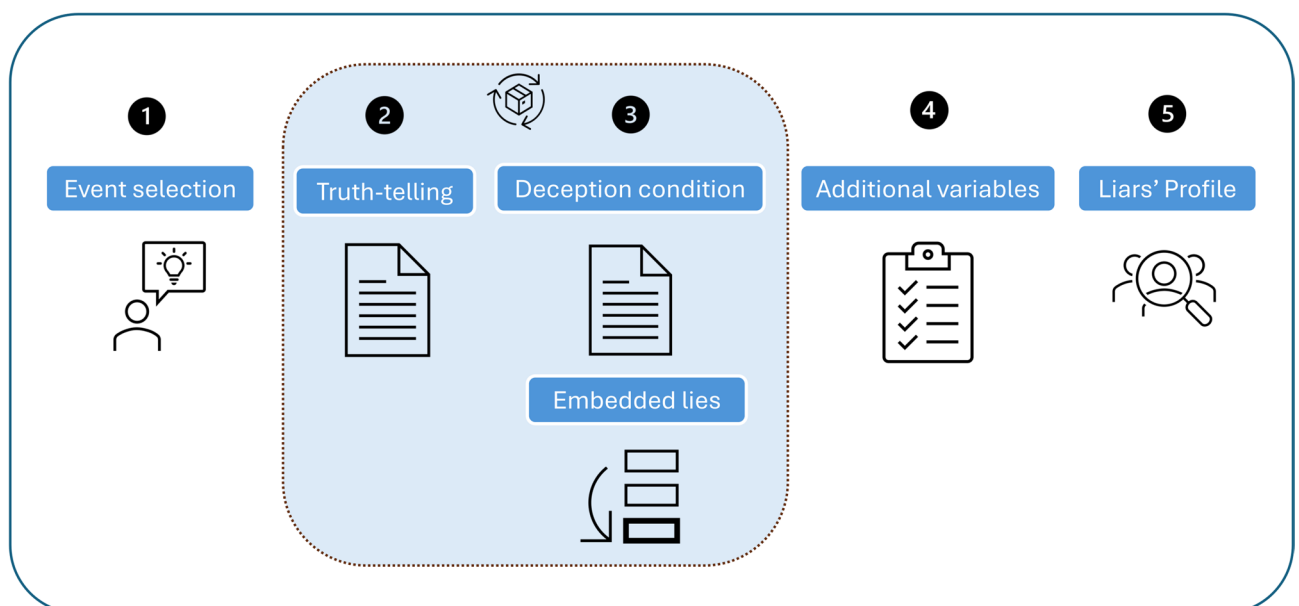 1
2
3
4
5
Event selection
Truth-telling
Deception condition
Additional variables
Liars’ Profile
Embedded lies